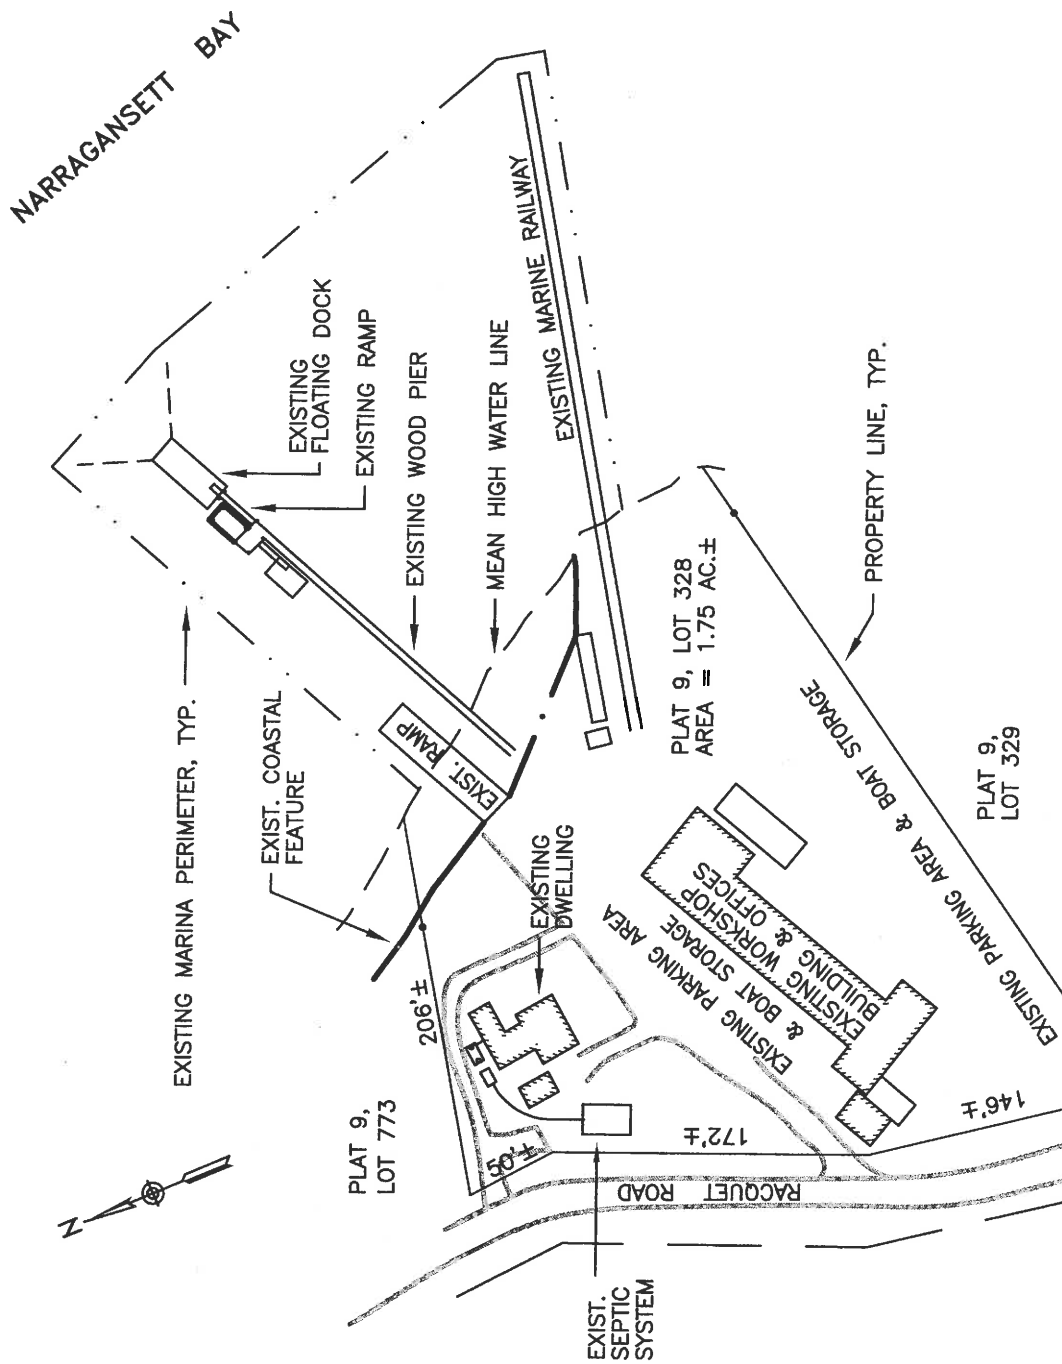 NARRAGANSETT BAY
EXISTING
FLOATING DOCK
EXISTING RAMP
EXISTING WOOD PIER
MEAN HIGH WATER LINE
EXISTING MARINE RAILWAY
EXISTING MARINA PERIMETER, TYP.
EXIST. COASTAL
FEATURE
EXIST. RAMP
PLAT 9, LOT 328
AREA = 1.75 AC.±
PROPERTY LINE, TYP.
EXISTING
DWELLING
EXISTING PARKING AREA
& BOAT STORAGE
EXISTING WORKSHOP
BUILDING & OFFICES
EXISTING PARKING AREA & BOAT STORAGE
PLAT 9,
LOT 329
PLAT 9,
LOT 773
206'±
50'±
172'±
146'±
RACQUET ROAD
EXIST.
SEPTIC
SYSTEM
N